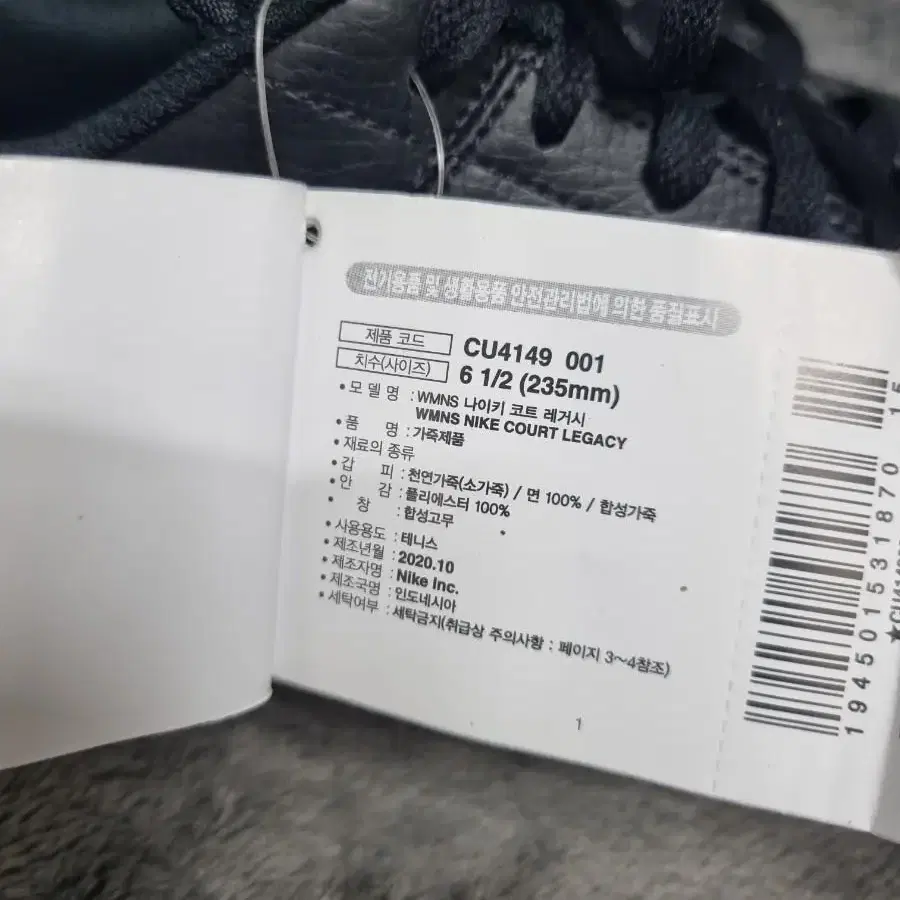 전기용품 및 생활용품 안전관리법에 의한 품질표시
제품 코드 CU4149 001
치수(사이즈) 6 1/2 (235mm)
•모 델 명 : WMNS 나이키 코트 레거시
WMNS NIKE COURT LEGACY
•품 명 : 가죽제품
•재료의 종류
•갑 피 : 천연가죽(소가죽) / 면 100% / 합성가죽
•안 감 : 폴리에스터 100%
• 창 : 합성고무
•사용용도 : 테니스
•제조년월 : 2020.10
•제조자명 : Nike Inc.
•제조국명 : 인도네시아
•세탁여부 : 세탁금지(취급상 주의사항 : 페이지 3~4참조)
1
194501531870 15